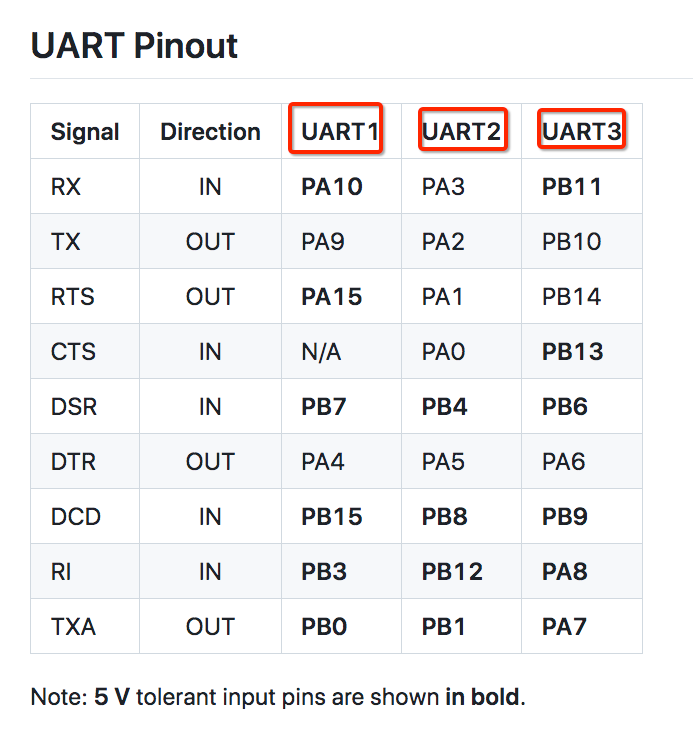 UART Pinout
Signal Direction UART1 UART2 UART3
RX IN PA10 PA3 PB11
TX OUT PA9 PA2 PB10
RTS OUT PA15 PA1 PB14
CTS IN N/A PA0 PB13
DSR IN PB7 PB4 PB6
DTR OUT PA4 PA5 PA6
DCD IN PB15 PB8 PB9
RI IN PB3 PB12 PA8
TXA OUT PB0 PB1 PA7
Note: 5 V tolerant input pins are shown in bold.